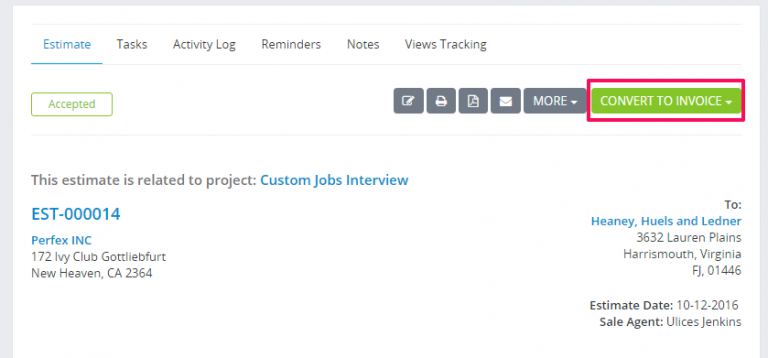 Estimate Tasks Activity Log Reminders Notes Views Tracking
Accepted MORE CONVERT TO INVOICE
This estimate is related to project: Custom Jobs Interview
EST-000014
Perfex INC
172 Ivy Club Gottliebfurt
New Heaven, CA 2364
To:
Heaney, Huels and Ledner
3632 Lauren Plains
Harrismouth, Virginia
FJ, 01446
Estimate Date: 10-12-2016
Sale Agent: Ulices Jenkins